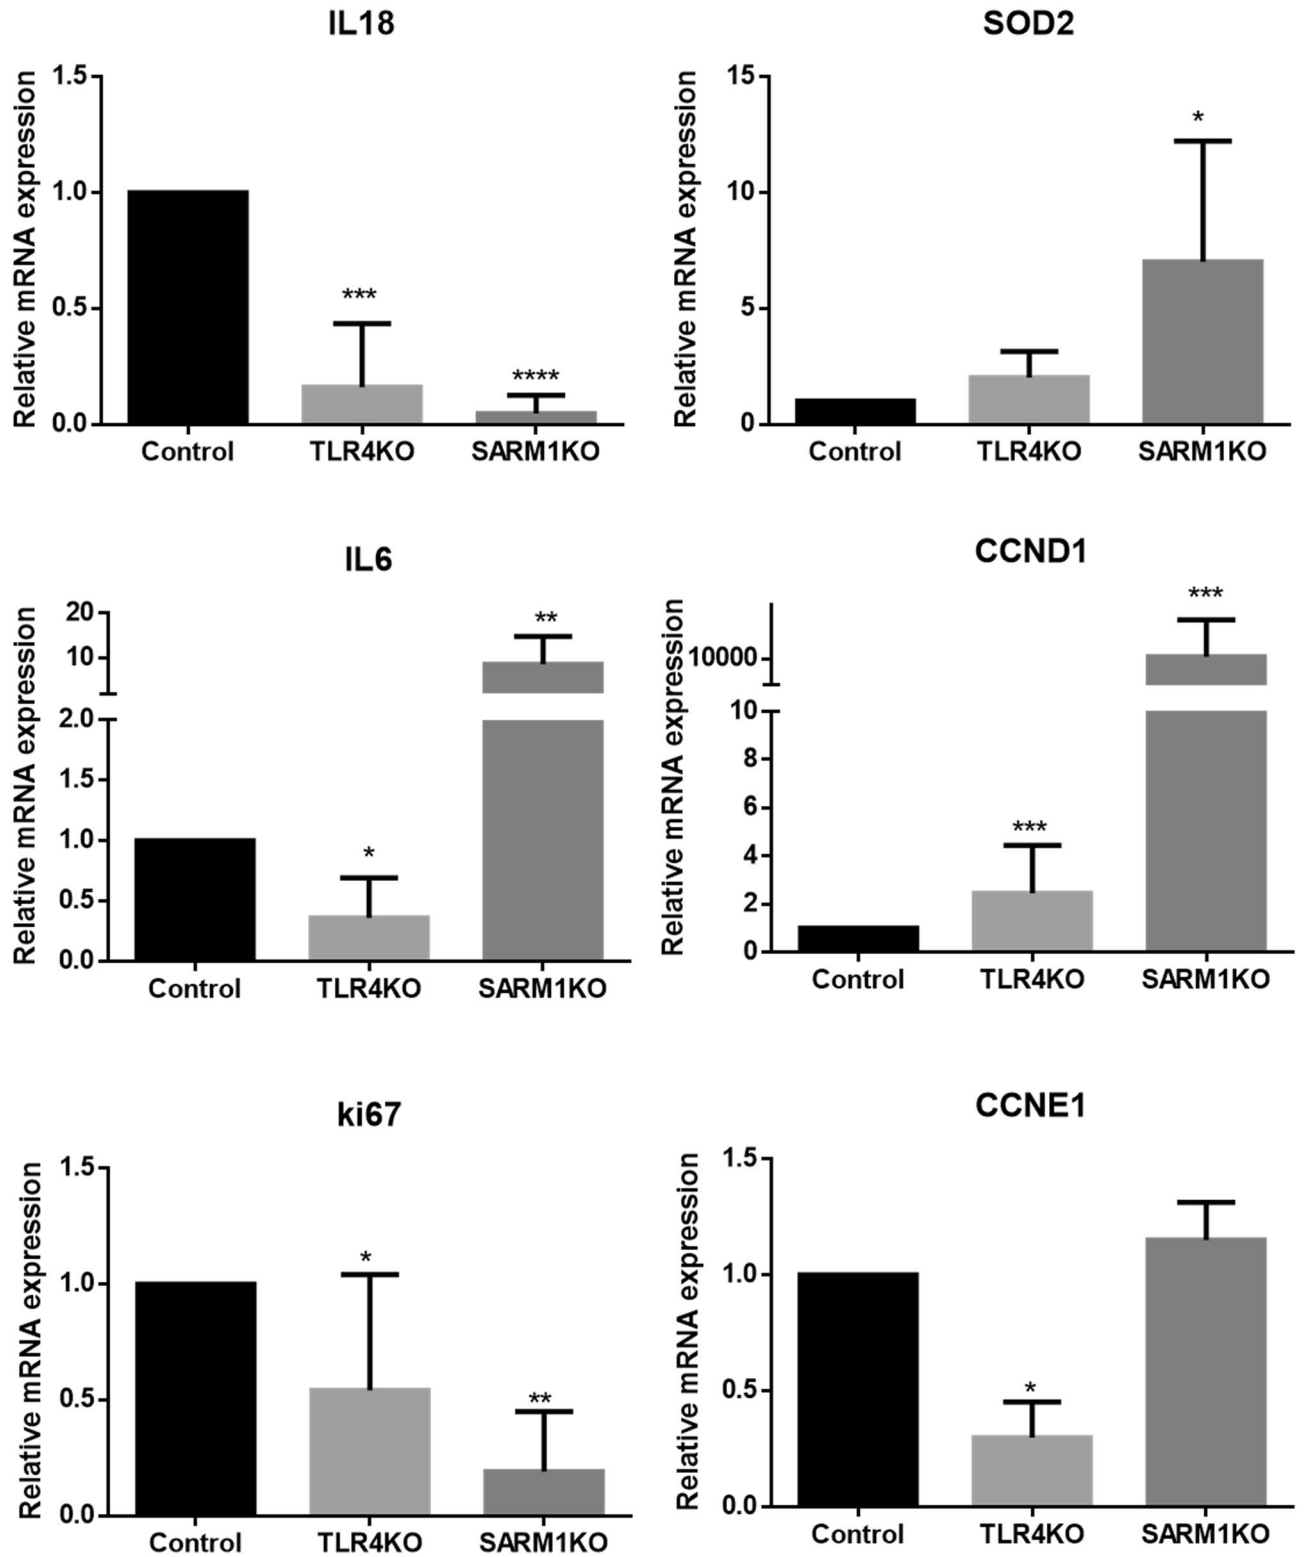 IL18
Relative mRNA expression
1.5
1.0
0.5
0.0
***
****
Control TLR4KO SARM1KO
SOD2
Relative mRNA expression
15
10
5
0
*
Control TLR4KO SARM1KO
IL6
Relative mRNA expression
20
10
2.0
1.5
1.0
0.5
0.0
*
**
Control TLR4KO SARM1KO
CCND1
Relative mRNA expression
10000
10
8
6
4
2
0
***
***
Control TLR4KO SARM1KO
ki67
Relative mRNA expression
1.5
1.0
0.5
0.0
*
**
Control TLR4KO SARM1KO
CCNE1
Relative mRNA expression
1.5
1.0
0.5
0.0
*
Control TLR4KO SARM1KO